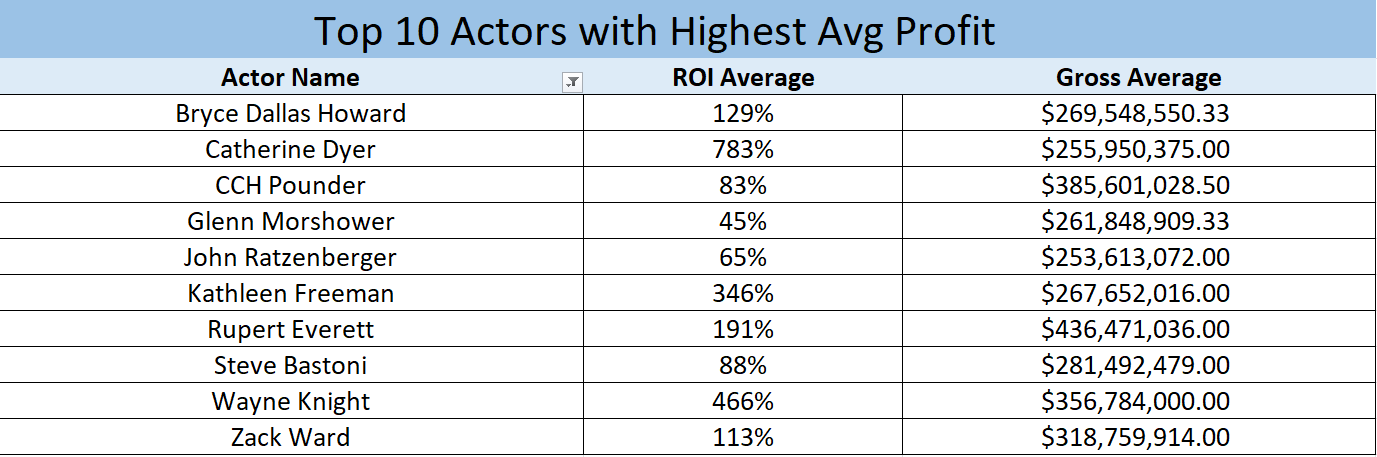 Top 10 Actors with Highest Avg Profit
Actor Name ROI Average Gross Average
Bryce Dallas Howard 129% $269,548,550.33
Catherine Dyer 783% $255,950,375.00
CCH Pounder 83% $385,601,028.50
Glenn Morshower 45% $261,848,909.33
John Ratzenberger 65% $253,613,072.00
Kathleen Freeman 346% $267,652,016.00
Rupert Everett 191% $436,471,036.00
Steve Bastoni 88% $281,492,479.00
Wayne Knight 466% $356,784,000.00
Zack Ward 113% $318,759,914.00